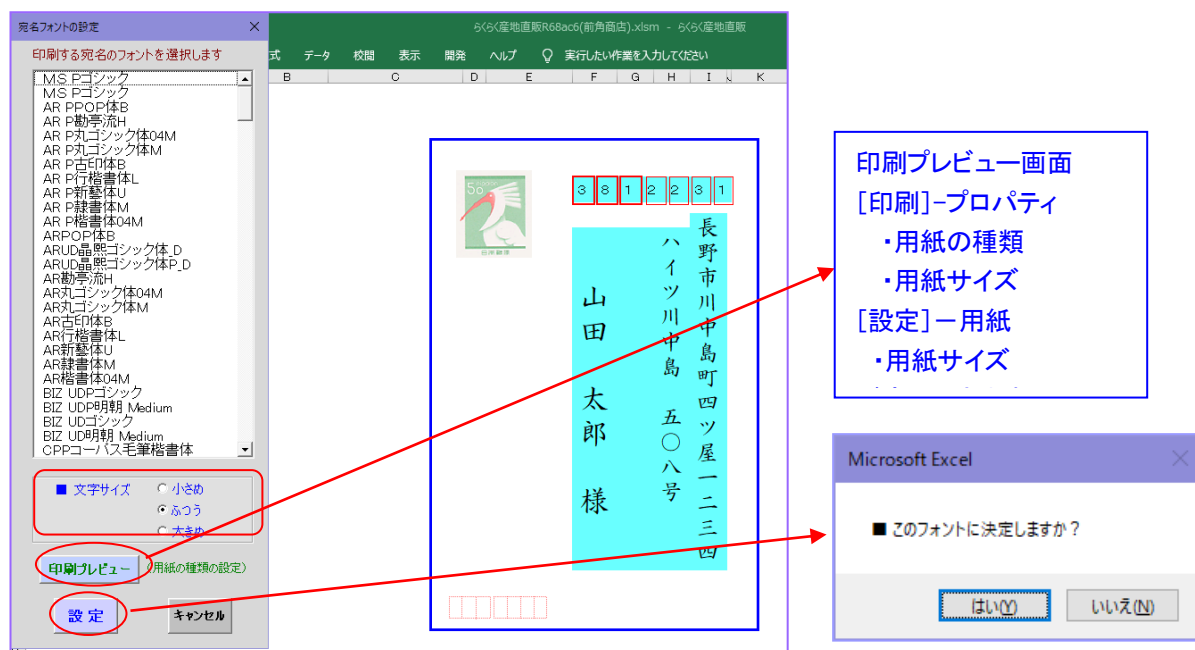 宛名フォントの設定
印刷する宛名のフォントを選択します
MS Pゴシック
MS Pゴシック
AR PPOP体B
AR P勘亭流H
AR P丸ゴシック体04M
AR P丸ゴシック体M
AR P古印体B
AR P行楷書体L
AR P新藝体U
AR P隷書体M
AR P楷書体04M
ARPOP体B
ARUD晶熙ゴシック体_D
ARUD晶熙ゴシック体P_D
AR勘亭流H
AR丸ゴシック体04M
AR丸ゴシック体M
AR古印体B
AR行楷書体L
AR新藝体U
AR隷書体M
AR楷書体04M
BIZ UDPゴシック
BIZ UDP明朝 Medium
BIZ UDゴシック
BIZ UD明朝 Medium
CPPコーパス毛筆楷書体
■ 文字サイズ
小さめ
ふつう
大きめ
印刷プレビュー
(用紙の種類の設定)
設 定
キャンセル
らくらく産地直販R68ac6(前角商店).xlsm - らくらく産地直販
式 データ 校閲 表示 開発 ヘルプ 実行したい作業を入力してください
B C D E F G H I J K
50
日本郵便
3 8 1 2 2 3 1
長野市川中島町四ツ屋一二三四
ハイツ川中島 五〇八号
山田 太郎 様
印刷プレビュー画面
[印刷]-プロパティ
・用紙の種類
・用紙サイズ
[設定]-用紙
・用紙サイズ
Microsoft Excel
■ このフォントに決定しますか？
はい(Y)
いいえ(N)